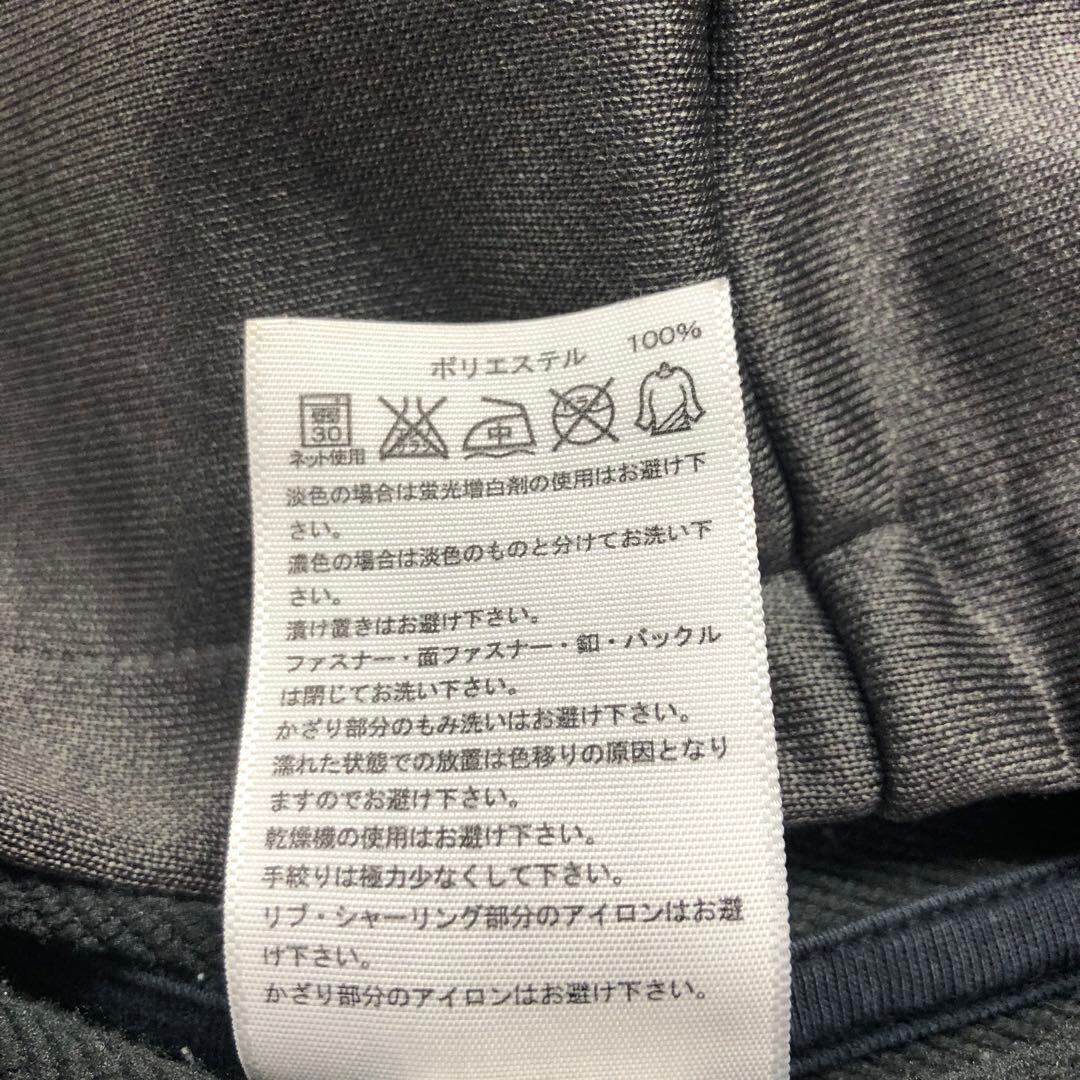 ポリエステル 100%
弱
30
エンソサラシ
中
ドライ
ネット使用
淡色の場合は蛍光増白剤の使用はお避け下
さい。
濃色の場合は淡色のものと分けてお洗い下
さい。
漬け置きはお避け下さい。
ファスナー・面ファスナー・釦・バックル
は閉じてお洗い下さい。
かざり部分のもみ洗いはお避け下さい。
濡れた状態での放置は色移りの原因となり
ますのでお避け下さい。
乾燥機の使用はお避け下さい。
手絞りは極力少なくして下さい。
リブ・シャーリング部分のアイロンはお避
け下さい。
かざり部分のアイロンはお避け下さい。